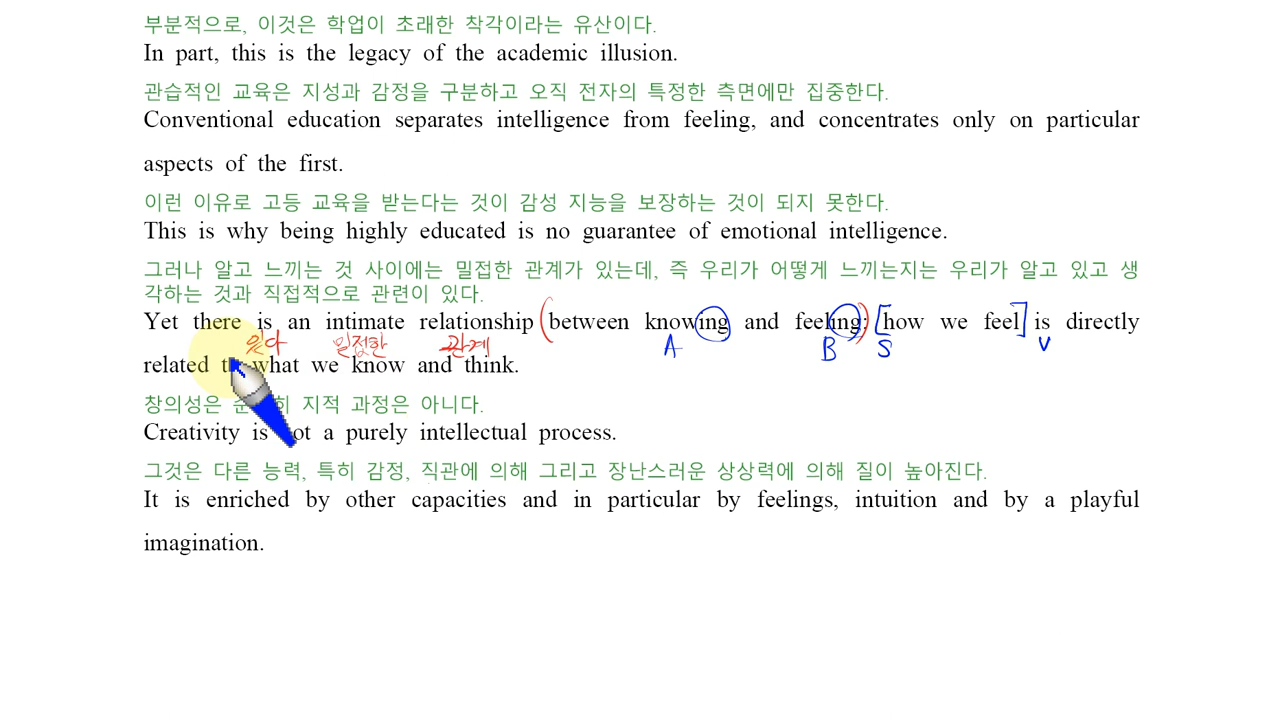 부분적으로, 이것은 학업이 초래한 착각이라는 유산이다.
In part, this is the legacy of the academic illusion.
관습적인 교육은 지성과 감정을 구분하고 오직 전자의 특정한 측면에만 집중한다.
Conventional education separates intelligence from feeling, and concentrates only on particular
aspects of the first.
이런 이유로 고등 교육을 받는다는 것이 감성 지능을 보장하는 것이 되지 못한다.
This is why being highly educated is no guarantee of emotional intelligence.
그러나 알고 느끼는 것 사이에는 밀접한 관계가 있는데, 즉 우리가 어떻게 느끼는지는 우리가 알고 있고 생
각하는 것과 직접적으로 관련이 있다.
Yet there is an intimate relationship (between knowing and feeling:) [how we feel] is directly
있다 밀접한 관계 A B S V
related what we know and think.
창의성은 지적 과정은 아니다.
Creativity is not a purely intellectual process.
그것은 다른 능력, 특히 감정, 직관에 의해 그리고 장난스러운 상상력에 의해 질이 높아진다.
It is enriched by other capacities and in particular by feelings, intuition and by a playful
imagination.